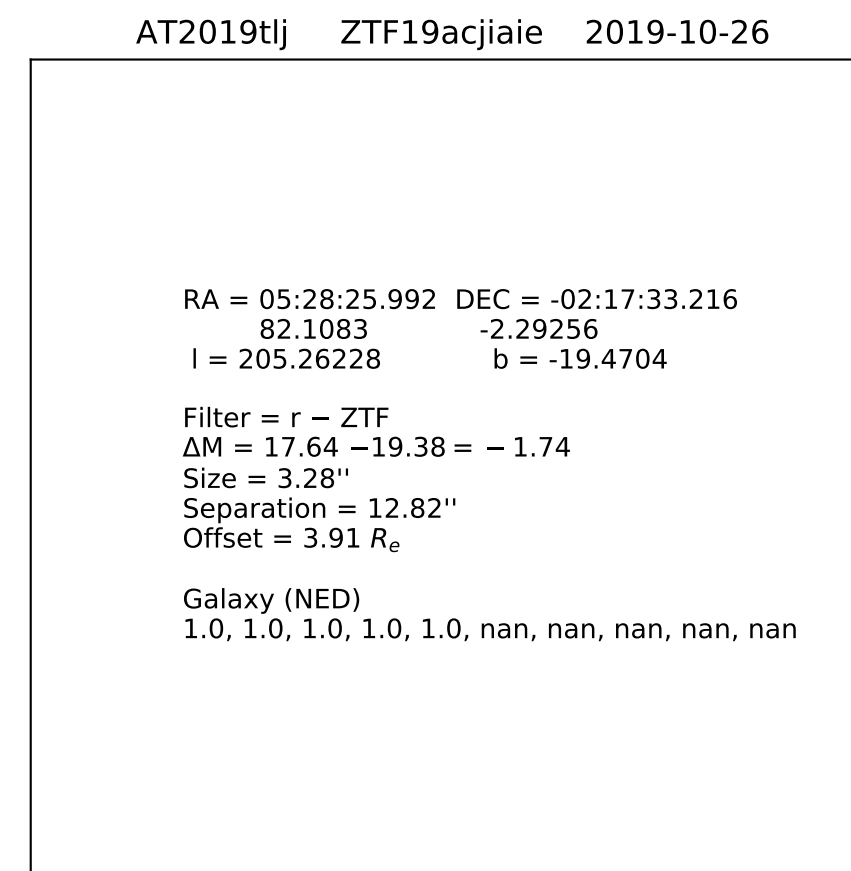 AT2019tlj ZTF19acjiaie 2019-10-26
RA = 05:28:25.992 DEC = -02:17:33.216
82.1083 -2.29256
l = 205.26228 b = -19.4704
Filter = r − ZTF
ΔM = 17.64 −19.38 = − 1.74
Size = 3.28''
Separation = 12.82''
Offset = 3.91 Rₑ
Galaxy (NED)
1.0, 1.0, 1.0, 1.0, 1.0, nan, nan, nan, nan, nan